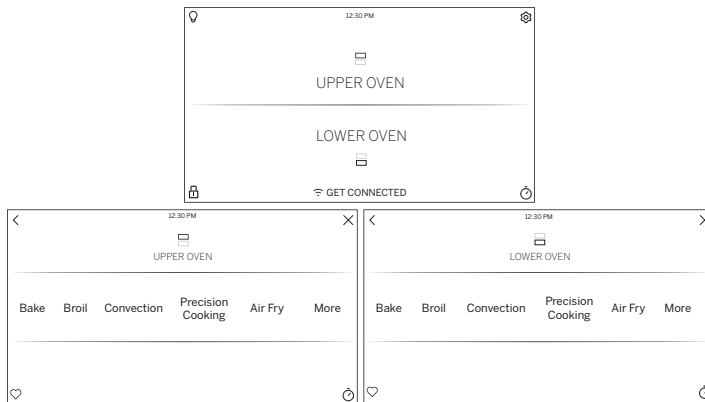 12:30 PM
UPPER OVEN
LOWER OVEN
GET CONNECTED
12:30 PM
UPPER OVEN
Bake Broil Convection Precision Cooking Air Fry More
12:30 PM
LOWER OVEN
Bake Broil Convection Precision Cooking Air Fry More